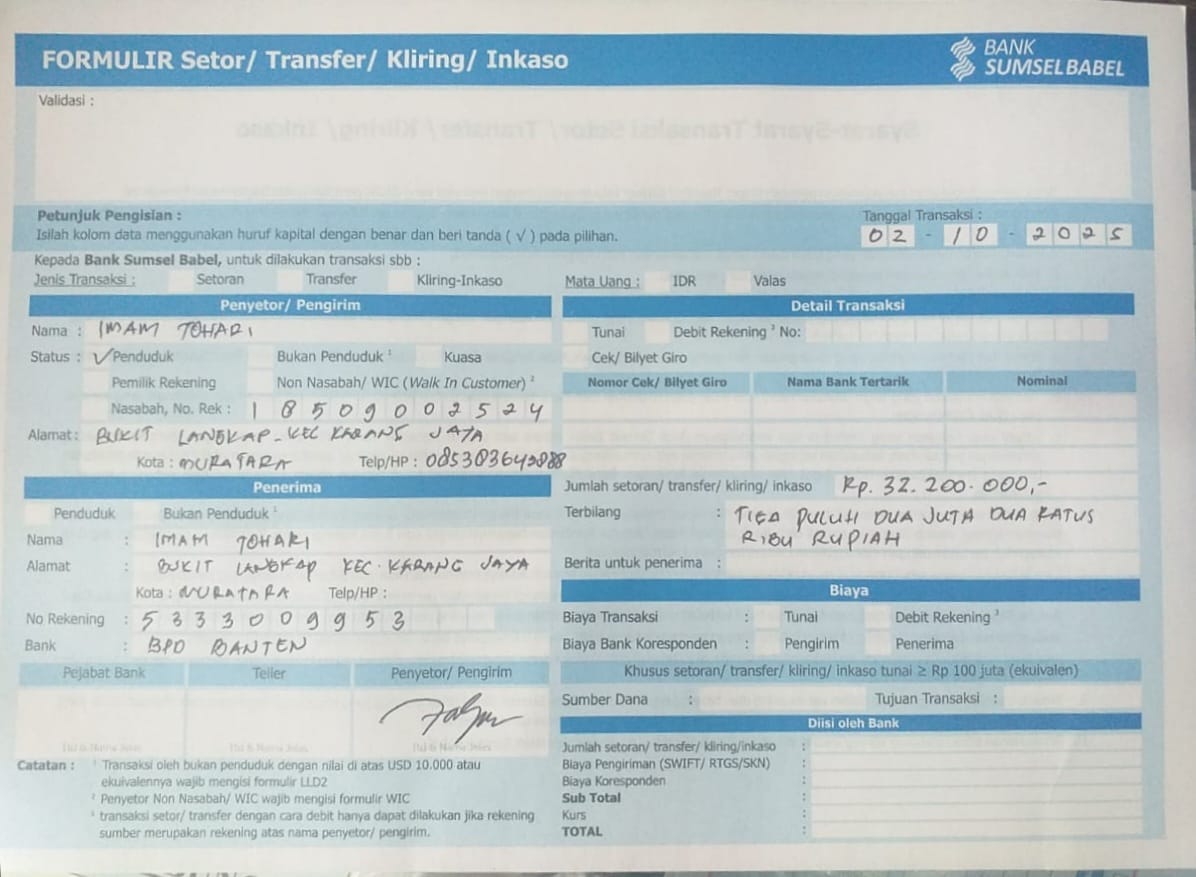 FORMULIR Setor/ Transfer/ Kliring/ Inkaso
BANK
SUMSELBABEL
Validasi :
Petunjuk Pengisian :
Isilah kolom data menggunakan huruf kapital dengan benar dan beri tanda ( √ ) pada pilihan.
Tanggal Transaksi :
02 - 10 - 2025
Kepada Bank Sumsel Babel, untuk dilakukan transaksi sbb :
Jenis Transaksi : Setoran Transfer Kliring-Inkaso
Mata Uang : IDR Valas
Penyetor/ Pengirim
Nama : IMAM TOHARI
Status : √ Penduduk Bukan Penduduk ¹ Kuasa
Pemilik Rekening Non Nasabah/ WIC (Walk In Customer) ²
Nasabah, No. Rek : 1 8 5 0 9 0 0 2 5 2 4
Alamat : BUKIT LANGKAP - KEC KARANG JAYA
Kota : MURATARA Telp/HP :
Penerima
Penduduk Bukan Penduduk ¹
Nama : IMAM TOHARI
Alamat : BUKIT LANGKAP KEC. KARANG JAYA
Kota : MURATARA Telp/HP :
No Rekening : 5 3 3 3 0 0 9 9 5 3
Bank : BPD BANTEN
Pejabat Bank Teller Penyetor/ Pengirim
Catatan : ¹ Transaksi oleh bukan penduduk dengan nilai di atas USD 10.000 atau
ekuivalennya wajib mengisi formulir LLD2
² Penyetor Non Nasabah/ WIC wajib mengisi formulir WIC
³ transaksi setor/ transfer dengan cara debit hanya dapat dilakukan jika rekening
sumber merupakan rekening atas nama penyetor/ pengirim.
Detail Transaksi
Tunai Debit Rekening ³ No:
Cek/ Bilyet Giro
Nomor Cek/ Bilyet Giro Nama Bank Tertarik Nominal
Jumlah setoran/ transfer/ kliring/ inkaso Rp. 32.200.000,-
Terbilang : TIGA PULUH DUA JUTA DUA RATUS
RIBU RUPIAH
Berita untuk penerima :
Biaya
Biaya Transaksi : Tunai Debit Rekening ³
Biaya Bank Koresponden : Pengirim Penerima
Khusus setoran/ transfer/ kliring/ inkaso tunai ≥ Rp 100 juta (ekuivalen)
Sumber Dana : Tujuan Transaksi :
Diisi oleh Bank
Jumlah setoran/ transfer/ kliring/inkaso :
Biaya Pengiriman (SWIFT/ RTGS/SKN) :
Biaya Koresponden :
Sub Total :
Kurs :
TOTAL :